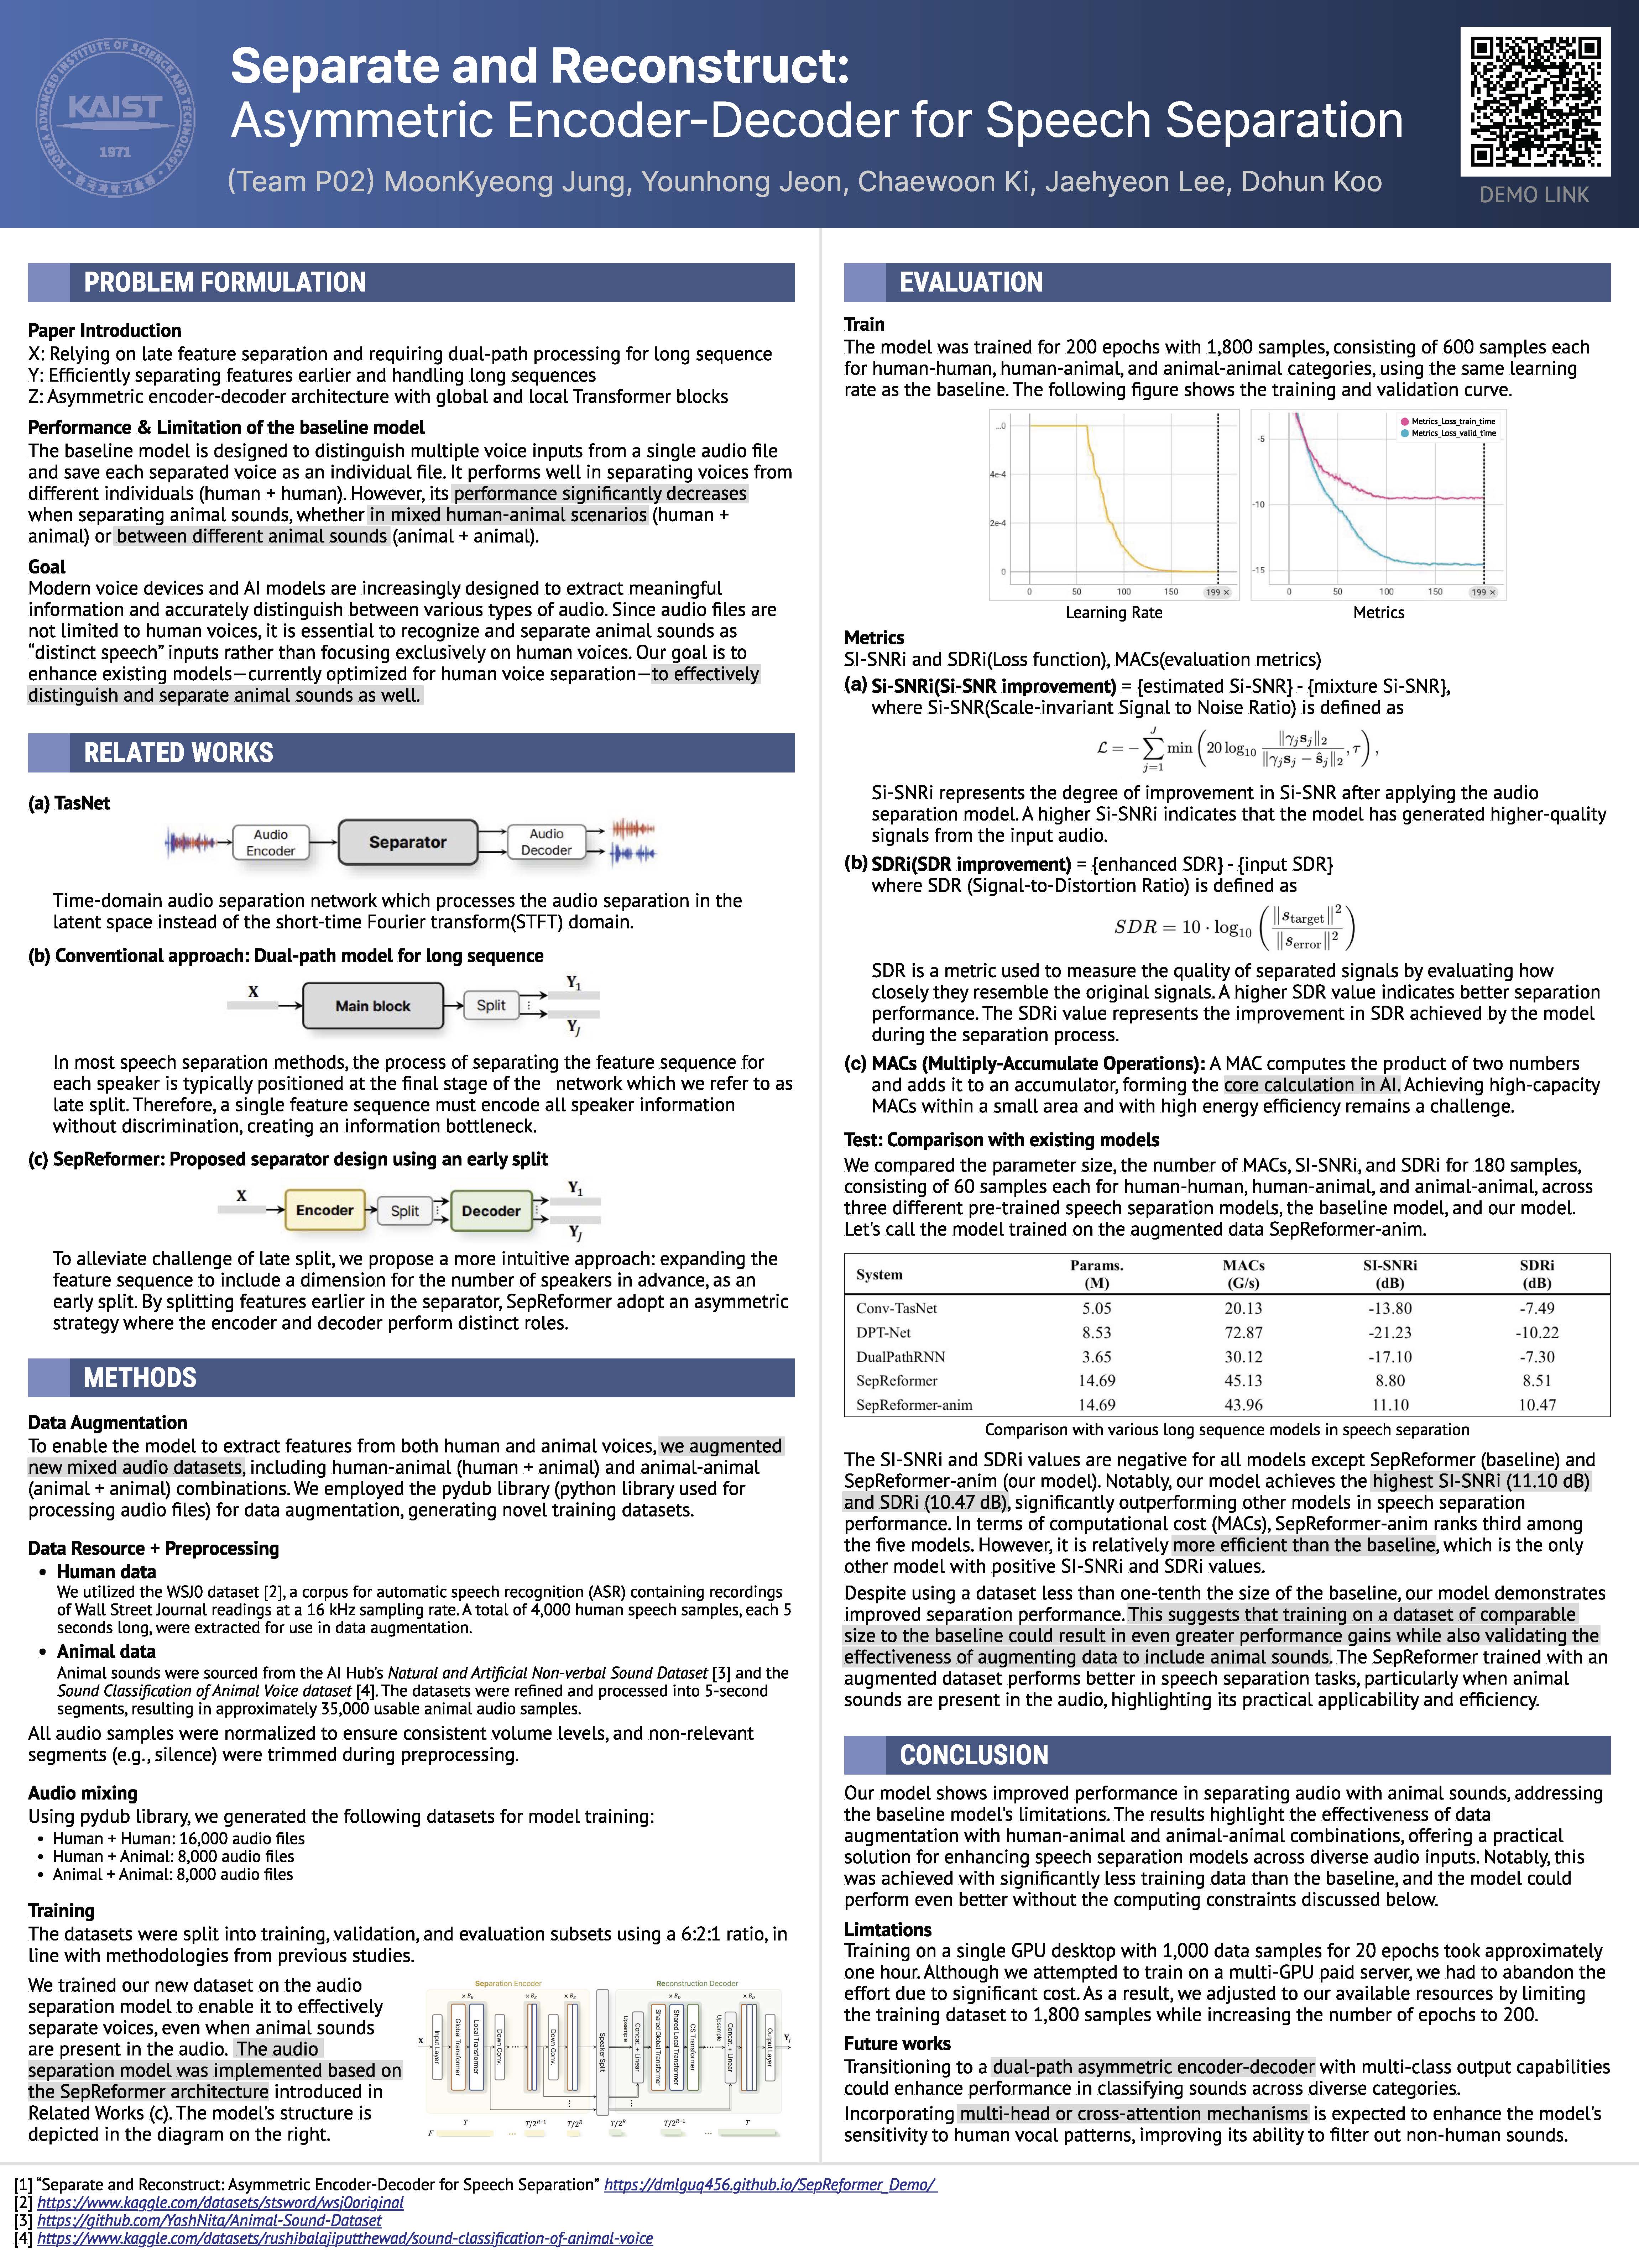 KOREA ADVANCED INSTITUTE OF SCIENCE AND TECHNOLOGY
KAIST
1971
한국과학기술원
Separate and Reconstruct:
Asymmetric Encoder-Decoder for Speech Separation
(Team P02) MoonKyeong Jung, Younhong Jeon, Chaewoon Ki, Jaehyeon Lee, Dohun Koo
DEMO LINK
PROBLEM FORMULATION
Paper Introduction
X: Relying on late feature separation and requiring dual-path processing for long sequence
Y: Efficiently separating features earlier and handling long sequences
Z: Asymmetric encoder-decoder architecture with global and local Transformer blocks
Performance & Limitation of the baseline model
The baseline model is designed to distinguish multiple voice inputs from a single audio file
and save each separated voice as an individual file. It performs well in separating voices from
different individuals (human + human). However, its performance significantly decreases
when separating animal sounds, whether in mixed human-animal scenarios (human +
animal) or between different animal sounds (animal + animal).
Goal
Modern voice devices and AI models are increasingly designed to extract meaningful
information and accurately distinguish between various types of audio. Since audio files are
not limited to human voices, it is essential to recognize and separate animal sounds as
“distinct speech” inputs rather than focusing exclusively on human voices. Our goal is to
enhance existing models—currently optimized for human voice separation—to effectively
distinguish and separate animal sounds as well.
RELATED WORKS
(a) TasNet
Audio Encoder
Separator
Audio Decoder
Time-domain audio separation network which processes the audio separation in the
latent space instead of the short-time Fourier transform(STFT) domain.
(b) Conventional approach: Dual-path model for long sequence
X
Main block
Split
Y1
YJ
In most speech separation methods, the process of separating the feature sequence for
each speaker is typically positioned at the final stage of the network which we refer to as
late split. Therefore, a single feature sequence must encode all speaker information
without discrimination, creating an information bottleneck.
(c) SepReformer: Proposed separator design using an early split
X
Encoder
Split
Decoder
Y1
YJ
To alleviate challenge of late split, we propose a more intuitive approach: expanding the
feature sequence to include a dimension for the number of speakers in advance, as an
early split. By splitting features earlier in the separator, SepReformer adopt an asymmetric
strategy where the encoder and decoder perform distinct roles.
METHODS
Data Augmentation
To enable the model to extract features from both human and animal voices, we augmented
new mixed audio datasets, including human-animal (human + animal) and animal-animal
(animal + animal) combinations. We employed the pydub library (python library used for
processing audio files) for data augmentation, generating novel training datasets.
Data Resource + Preprocessing
• Human data
We utilized the WSJ0 dataset [2], a corpus for automatic speech recognition (ASR) containing recordings
of Wall Street Journal readings at a 16 kHz sampling rate. A total of 4,000 human speech samples, each 5
seconds long, were extracted for use in data augmentation.
• Animal data
Animal sounds were sourced from the AI Hub's Natural and Artificial Non-verbal Sound Dataset [3] and the
Sound Classification of Animal Voice dataset [4]. The datasets were refined and processed into 5-second
segments, resulting in approximately 35,000 usable animal audio samples.
All audio samples were normalized to ensure consistent volume levels, and non-relevant
segments (e.g., silence) were trimmed during preprocessing.
Audio mixing
Using pydub library, we generated the following datasets for model training:
• Human + Human: 16,000 audio files
• Human + Animal: 8,000 audio files
• Animal + Animal: 8,000 audio files
Training
The datasets were split into training, validation, and evaluation subsets using a 6:2:1 ratio, in
line with methodologies from previous studies.
We trained our new dataset on the audio
separation model to enable it to effectively
separate voices, even when animal sounds
are present in the audio. The audio
separation model was implemented based on
the SepReformer architecture introduced in
Related Works (c). The model's structure is
depicted in the diagram on the right.
Separation Encoder
Reconstruction Decoder
× BE
× BE
× BE
× BD
× BD
X
Input Layer
Global Transformer
Local Transformer
Down Conv.
Down Conv.
Speaker Split
Upsample
Concat. + Linear
Shared Global Transformer
Shared Local Transformer
CS Transformer
Upsample
Concat. + Linear
Output Layer
Yj
F
T
T/2^(R-1)
T/2^R
T/2^R
T/2^(R-1)
T
EVALUATION
Train
The model was trained for 200 epochs with 1,800 samples, consisting of 600 samples each
for human-human, human-animal, and animal-animal categories, using the same learning
rate as the baseline. The following figure shows the training and validation curve.
...0
4e-4
2e-4
0
0 50 100 150 199 ×
Learning Rate
Metrics_Loss_train_time
Metrics_Loss_valid_time
-5
-10
-15
0 50 100 150 199 ×
Metrics
Metrics
SI-SNRi and SDRi(Loss function), MACs(evaluation metrics)
(a) Si-SNRi(Si-SNR improvement) = {estimated Si-SNR} - {mixture Si-SNR},
where Si-SNR(Scale-invariant Signal to Noise Ratio) is defined as
ℒ = − ∑_{j=1}^{J} min ( 20 log₁₀ ‖γ_j s_j‖₂ / ‖γ_j s_j − ŝ_j‖₂ , τ ) ,
Si-SNRi represents the degree of improvement in Si-SNR after applying the audio
separation model. A higher Si-SNRi indicates that the model has generated higher-quality
signals from the input audio.
(b) SDRi(SDR improvement) = {enhanced SDR} - {input SDR}
where SDR (Signal-to-Distortion Ratio) is defined as
SDR = 10 · log₁₀ ( ‖s_target‖² / ‖s_error‖² )
SDR is a metric used to measure the quality of separated signals by evaluating how
closely they resemble the original signals. A higher SDR value indicates better separation
performance. The SDRi value represents the improvement in SDR achieved by the model
during the separation process.
(c) MACs (Multiply-Accumulate Operations): A MAC computes the product of two numbers
and adds it to an accumulator, forming the core calculation in AI. Achieving high-capacity
MACs within a small area and with high energy efficiency remains a challenge.
Test: Comparison with existing models
We compared the parameter size, the number of MACs, SI-SNRi, and SDRi for 180 samples,
consisting of 60 samples each for human-human, human-animal, and animal-animal, across
three different pre-trained speech separation models, the baseline model, and our model.
Let's call the model trained on the augmented data SepReformer-anim.
System Params. (M) MACs (G/s) SI-SNRi (dB) SDRi (dB)
Conv-TasNet 5.05 20.13 -13.80 -7.49
DPT-Net 8.53 72.87 -21.23 -10.22
DualPathRNN 3.65 30.12 -17.10 -7.30
SepReformer 14.69 45.13 8.80 8.51
SepReformer-anim 14.69 43.96 11.10 10.47
Comparison with various long sequence models in speech separation
The SI-SNRi and SDRi values are negative for all models except SepReformer (baseline) and
SepReformer-anim (our model). Notably, our model achieves the highest SI-SNRi (11.10 dB)
and SDRi (10.47 dB), significantly outperforming other models in speech separation
performance. In terms of computational cost (MACs), SepReformer-anim ranks third among
the five models. However, it is relatively more efficient than the baseline, which is the only
other model with positive SI-SNRi and SDRi values.
Despite using a dataset less than one-tenth the size of the baseline, our model demonstrates
improved separation performance. This suggests that training on a dataset of comparable
size to the baseline could result in even greater performance gains while also validating the
effectiveness of augmenting data to include animal sounds. The SepReformer trained with an
augmented dataset performs better in speech separation tasks, particularly when animal
sounds are present in the audio, highlighting its practical applicability and efficiency.
CONCLUSION
Our model shows improved performance in separating audio with animal sounds, addressing
the baseline model's limitations. The results highlight the effectiveness of data
augmentation with human-animal and animal-animal combinations, offering a practical
solution for enhancing speech separation models across diverse audio inputs. Notably, this
was achieved with significantly less training data than the baseline, and the model could
perform even better without the computing constraints discussed below.
Limtations
Training on a single GPU desktop with 1,000 data samples for 20 epochs took approximately
one hour. Although we attempted to train on a multi-GPU paid server, we had to abandon the
effort due to significant cost. As a result, we adjusted to our available resources by limiting
the training dataset to 1,800 samples while increasing the number of epochs to 200.
Future works
Transitioning to a dual-path asymmetric encoder-decoder with multi-class output capabilities
could enhance performance in classifying sounds across diverse categories.
Incorporating multi-head or cross-attention mechanisms is expected to enhance the model's
sensitivity to human vocal patterns, improving its ability to filter out non-human sounds.
[1] “Separate and Reconstruct: Asymmetric Encoder-Decoder for Speech Separation” https://dmlguq456.github.io/SepReformer_Demo/
[2] https://www.kaggle.com/datasets/stsword/wsj0original
[3] https://github.com/YashNita/Animal-Sound-Dataset
[4] https://www.kaggle.com/datasets/rushibalajiputthewad/sound-classification-of-animal-voice